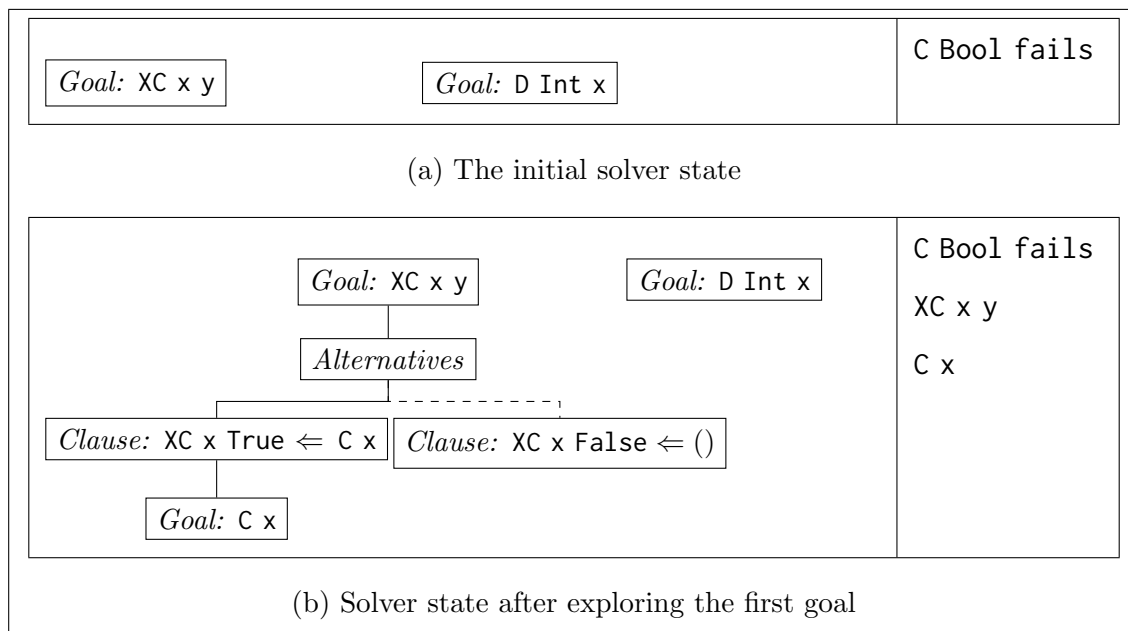 Goal: XC x y
Goal: D Int x
C Bool fails
(a) The initial solver state
Goal: XC x y
Goal: D Int x
C Bool fails
XC x y
C x
Alternatives
Clause: XC x True ⇐ C x
Clause: XC x False ⇐ ()
Goal: C x
(b) Solver state after exploring the first goal